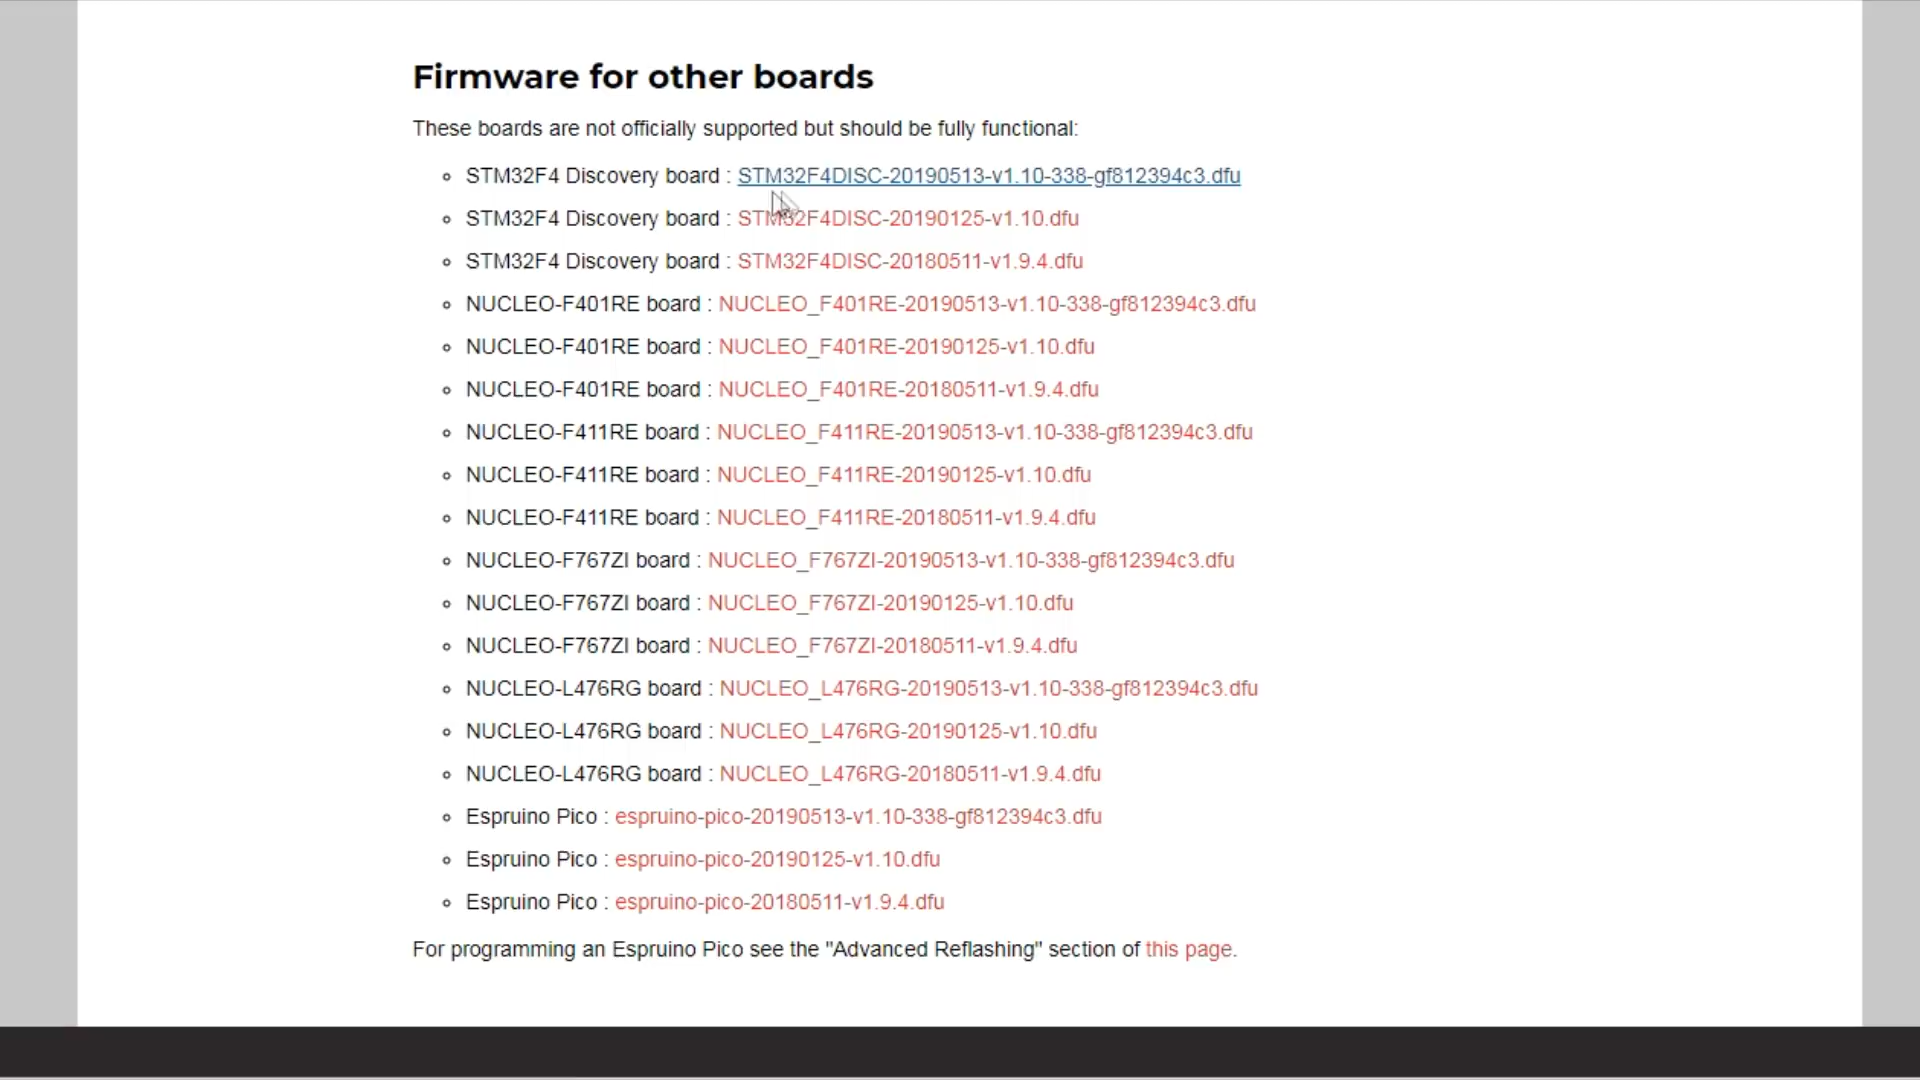 Firmware for other boards
These boards are not officially supported but should be fully functional:
STM32F4 Discovery board : STM32F4DISC-20190513-v1.10-338-gf812394c3.dfu
STM32F4 Discovery board : STM32F4DISC-20190125-v1.10.dfu
STM32F4 Discovery board : STM32F4DISC-20180511-v1.9.4.dfu
NUCLEO-F401RE board : NUCLEO_F401RE-20190513-v1.10-338-gf812394c3.dfu
NUCLEO-F401RE board : NUCLEO_F401RE-20190125-v1.10.dfu
NUCLEO-F401RE board : NUCLEO_F401RE-20180511-v1.9.4.dfu
NUCLEO-F411RE board : NUCLEO_F411RE-20190513-v1.10-338-gf812394c3.dfu
NUCLEO-F411RE board : NUCLEO_F411RE-20190125-v1.10.dfu
NUCLEO-F411RE board : NUCLEO_F411RE-20180511-v1.9.4.dfu
NUCLEO-F767ZI board : NUCLEO_F767ZI-20190513-v1.10-338-gf812394c3.dfu
NUCLEO-F767ZI board : NUCLEO_F767ZI-20190125-v1.10.dfu
NUCLEO-F767ZI board : NUCLEO_F767ZI-20180511-v1.9.4.dfu
NUCLEO-L476RG board : NUCLEO_L476RG-20190513-v1.10-338-gf812394c3.dfu
NUCLEO-L476RG board : NUCLEO_L476RG-20190125-v1.10.dfu
NUCLEO-L476RG board : NUCLEO_L476RG-20180511-v1.9.4.dfu
Espruino Pico : espruino-pico-20190513-v1.10-338-gf812394c3.dfu
Espruino Pico : espruino-pico-20190125-v1.10.dfu
Espruino Pico : espruino-pico-20180511-v1.9.4.dfu
For programming an Espruino Pico see the "Advanced Reflashing" section of this page.